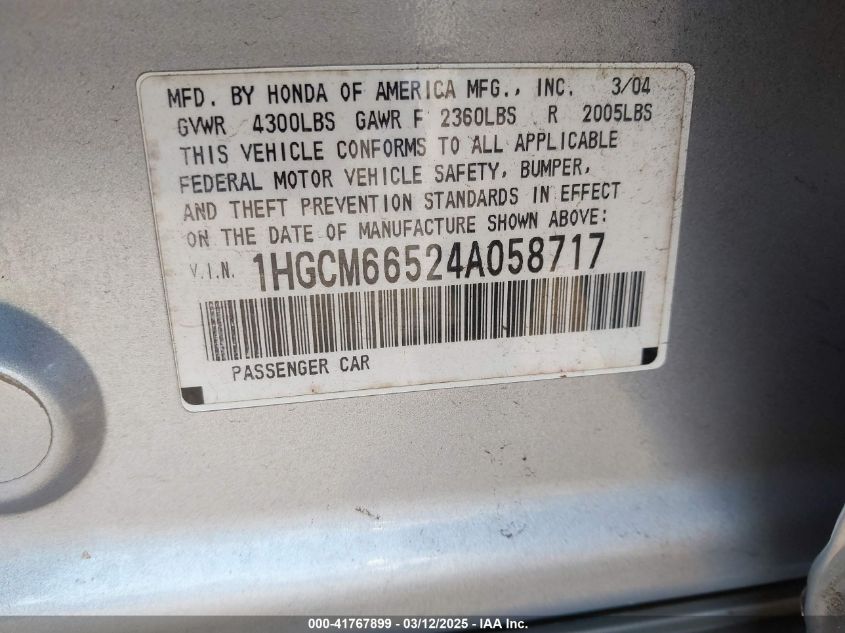 MFD. BY HONDA OF AMERICA MFG., INC. 3/04
GVWR 4300LBS GAWR F 2360LBS R 2005LBS
THIS VEHICLE CONFORMS TO ALL APPLICABLE
FEDERAL MOTOR VEHICLE SAFETY, BUMPER,
AND THEFT PREVENTION STANDARDS IN EFFECT
ON THE DATE OF MANUFACTURE SHOWN ABOVE:
V.I.N. 1HGCM66524A058717
PASSENGER CAR
000-41767899 - 03/12/2025 - IAA Inc.